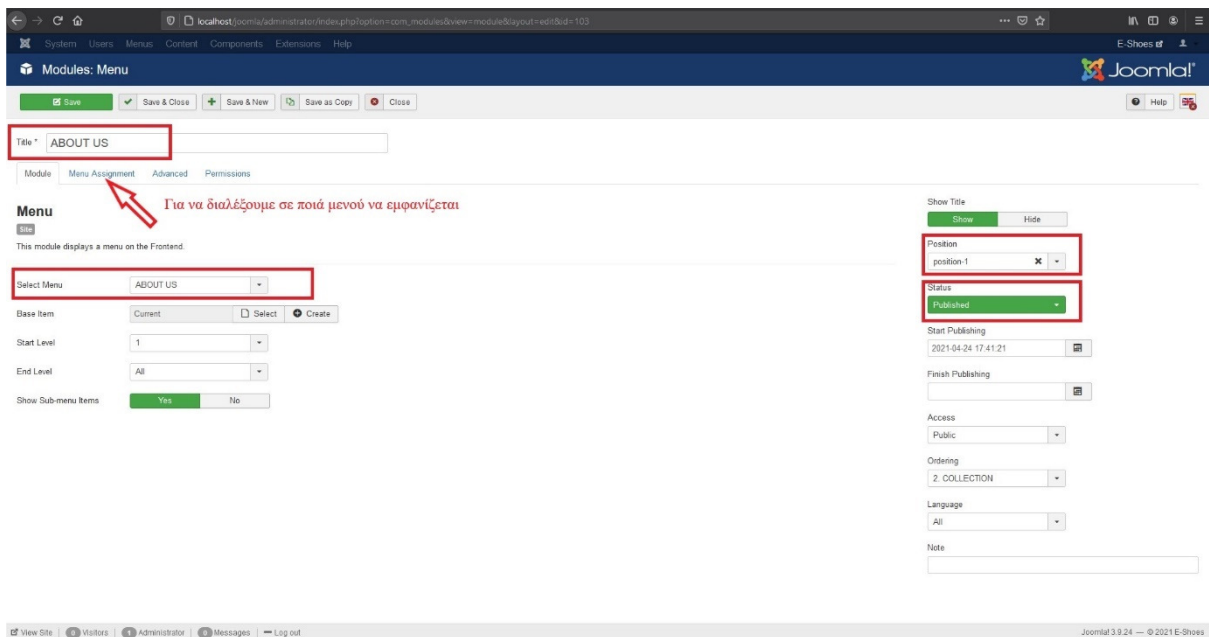 localhost/joomla/administrator/index.php?option=com_modules&view=module&layout=edit&id=103
System Users Menus Content Components Extensions Help
E-Shoes
Modules: Menu
Joomla!®
Save Save & Close Save & New Save as Copy Close Help
Title * ABOUT US
Module Menu Assignment Advanced Permissions
Για να διαλέξουμε σε ποιά μενού να εμφανίζεται
Menu
Site
This module displays a menu on the Frontend.
Select Menu ABOUT US
Base Item Current Select Create
Start Level 1
End Level All
Show Sub-menu Items Yes No
Show Title
Show Hide
Position
position-1
Status
Published
Start Publishing
2021-04-24 17:41:21
Finish Publishing
Access
Public
Ordering
2. COLLECTION
Language
All
Note
View Site 0 Visitors 1 Administrator 0 Messages Log out
Joomla! 3.9.24 — © 2021 E-Shoes